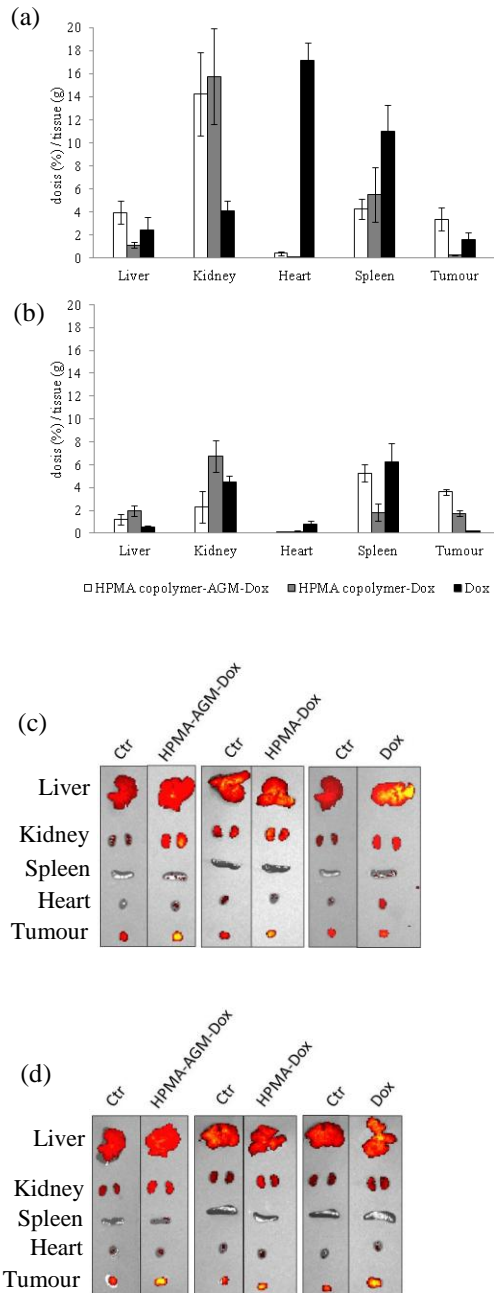 (a)
dosis (%) / tissue (g)
20
18
16
14
12
10
8
6
4
2
0
Liver Kidney Heart Spleen Tumour
(b)
dosis (%) / tissue (g)
20
18
16
14
12
10
8
6
4
2
0
Liver Kidney Heart Spleen Tumour
HPMA copolymer-AGM-Dox HPMA copolymer-Dox Dox
(c)
Ctr HPMA-AGM-Dox Ctr HPMA-Dox Ctr Dox
Liver
Kidney
Spleen
Heart
Tumour
(d)
Ctr HPMA-AGM-Dox Ctr HPMA-Dox Ctr Dox
Liver
Kidney
Spleen
Heart
Tumour